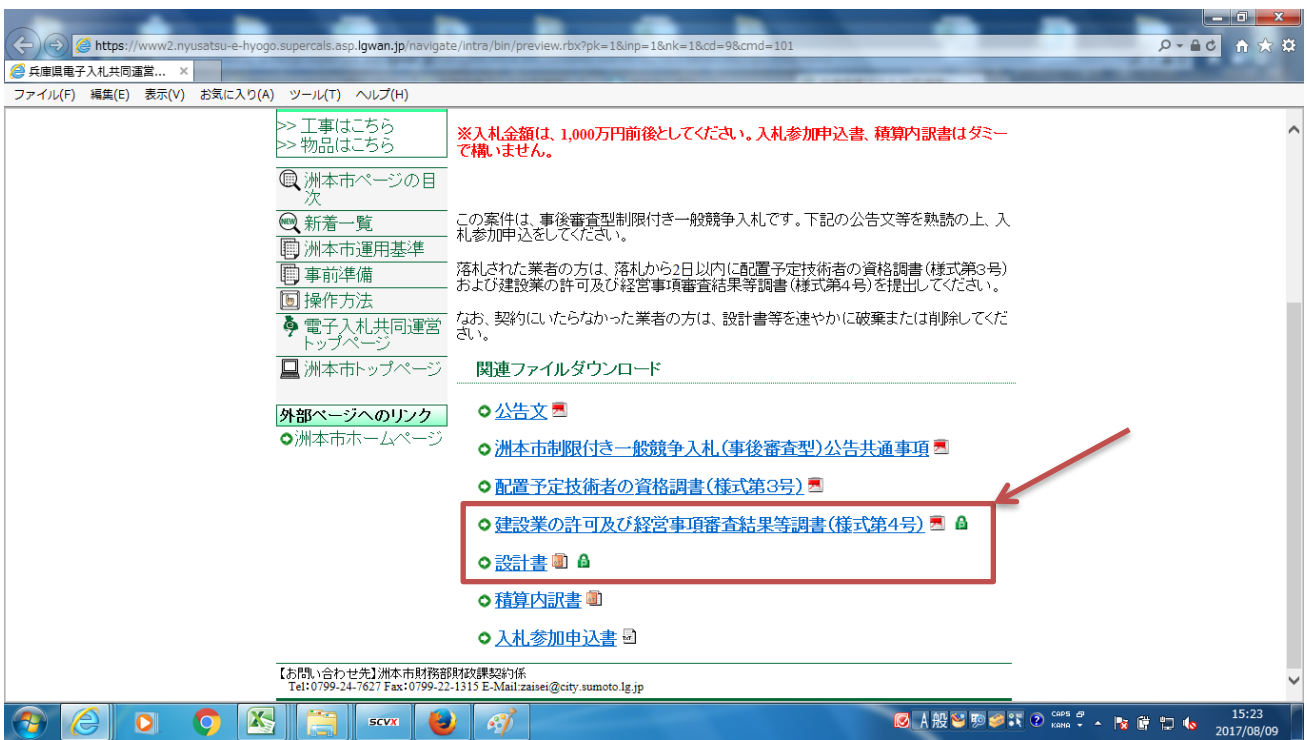 https://www2.nyusatsu-e-hyogo.supercals.asp.lgwan.jp/navigate/intra/bin/preview.rbx?pk=1&inp=1&nk=1&cd=9&cmd=101
兵庫県電子入札共同運営...
ファイル(F) 編集(E) 表示(V) お気に入り(A) ツール(T) ヘルプ(H)
>> 工事はこちら
>> 物品はこちら
洲本市ページの目
次
新着一覧
洲本市運用基準
事前準備
操作方法
電子入札共同運営
トップページ
洲本市トップページ
外部ページへのリンク
洲本市ホームページ
※入札金額は、1,000万円前後としてください。入札参加申込書、積算内訳書はダミー
で構いません。
この案件は、事後審査型制限付き一般競争入札です。下記の公告文等を熟読の上、入
札参加申込をしてください。
落札された業者の方は、落札から2日以内に配置予定技術者の資格調書(様式第3号)
および建設業の許可及び経営事項審査結果等調書(様式第4号)を提出してください。
なお、契約にいたらなかった業者の方は、設計書等を速やかに破棄または削除してくだ
さい。
関連ファイルダウンロード
公告文
洲本市制限付き一般競争入札(事後審査型)公告共通事項
配置予定技術者の資格調書(様式第3号)
建設業の許可及び経営事項審査結果等調書(様式第4号)
設計書
積算内訳書
入札参加申込書
【お問い合わせ先】洲本市財務部財政課契約係
Tel:0799-24-7627 Fax:0799-22-1315 E-Mail:zaisei@city.sumoto.lg.jp
SCVX
A 般
CAPS
KANA
15:23
2017/08/09